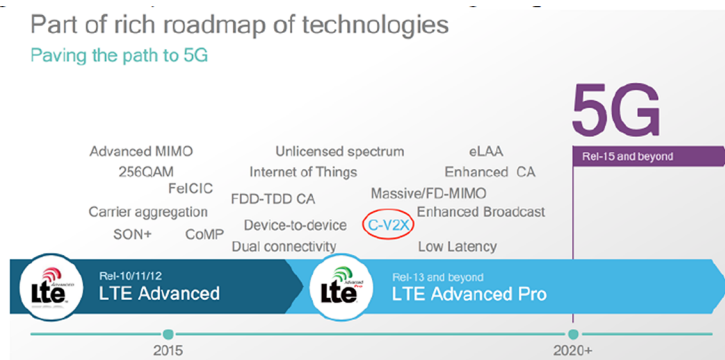 Part of rich roadmap of technologies
Paving the path to 5G
5G
Rel-15 and beyond
Advanced MIMO
Unlicensed spectrum
eLAA
256QAM
Internet of Things
Enhanced CA
FeICIC
FDD-TDD CA
Massive/FD-MIMO
Carrier aggregation
Device-to-device
C-V2X
Enhanced Broadcast
SON+
CoMP
Dual connectivity
Low Latency
Lte
Rel-10/11/12
LTE Advanced
Lte
Rel-13 and beyond
LTE Advanced Pro
2015
2020+